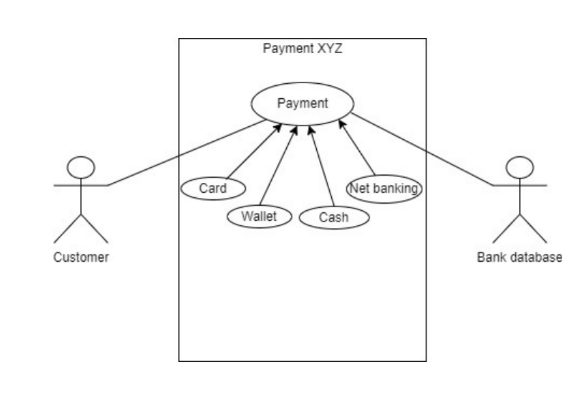 Payment XYZ
Payment
Card
Net banking
Wallet
Cash
Customer
Bank database